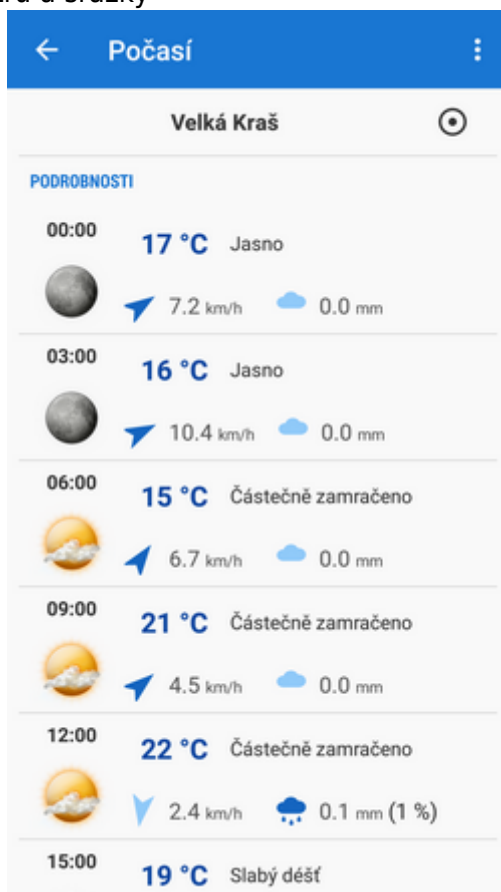 Počasí
Velká Kraš
PODROBNOSTI
00:00
17 °C Jasno
7.2 km/h 0.0 mm
03:00
16 °C Jasno
10.4 km/h 0.0 mm
06:00
15 °C Částečně zamračeno
6.7 km/h 0.0 mm
09:00
21 °C Částečně zamračeno
4.5 km/h 0.0 mm
12:00
22 °C Částečně zamračeno
2.4 km/h 0.1 mm (1 %)
15:00
19 °C Slabý déšť